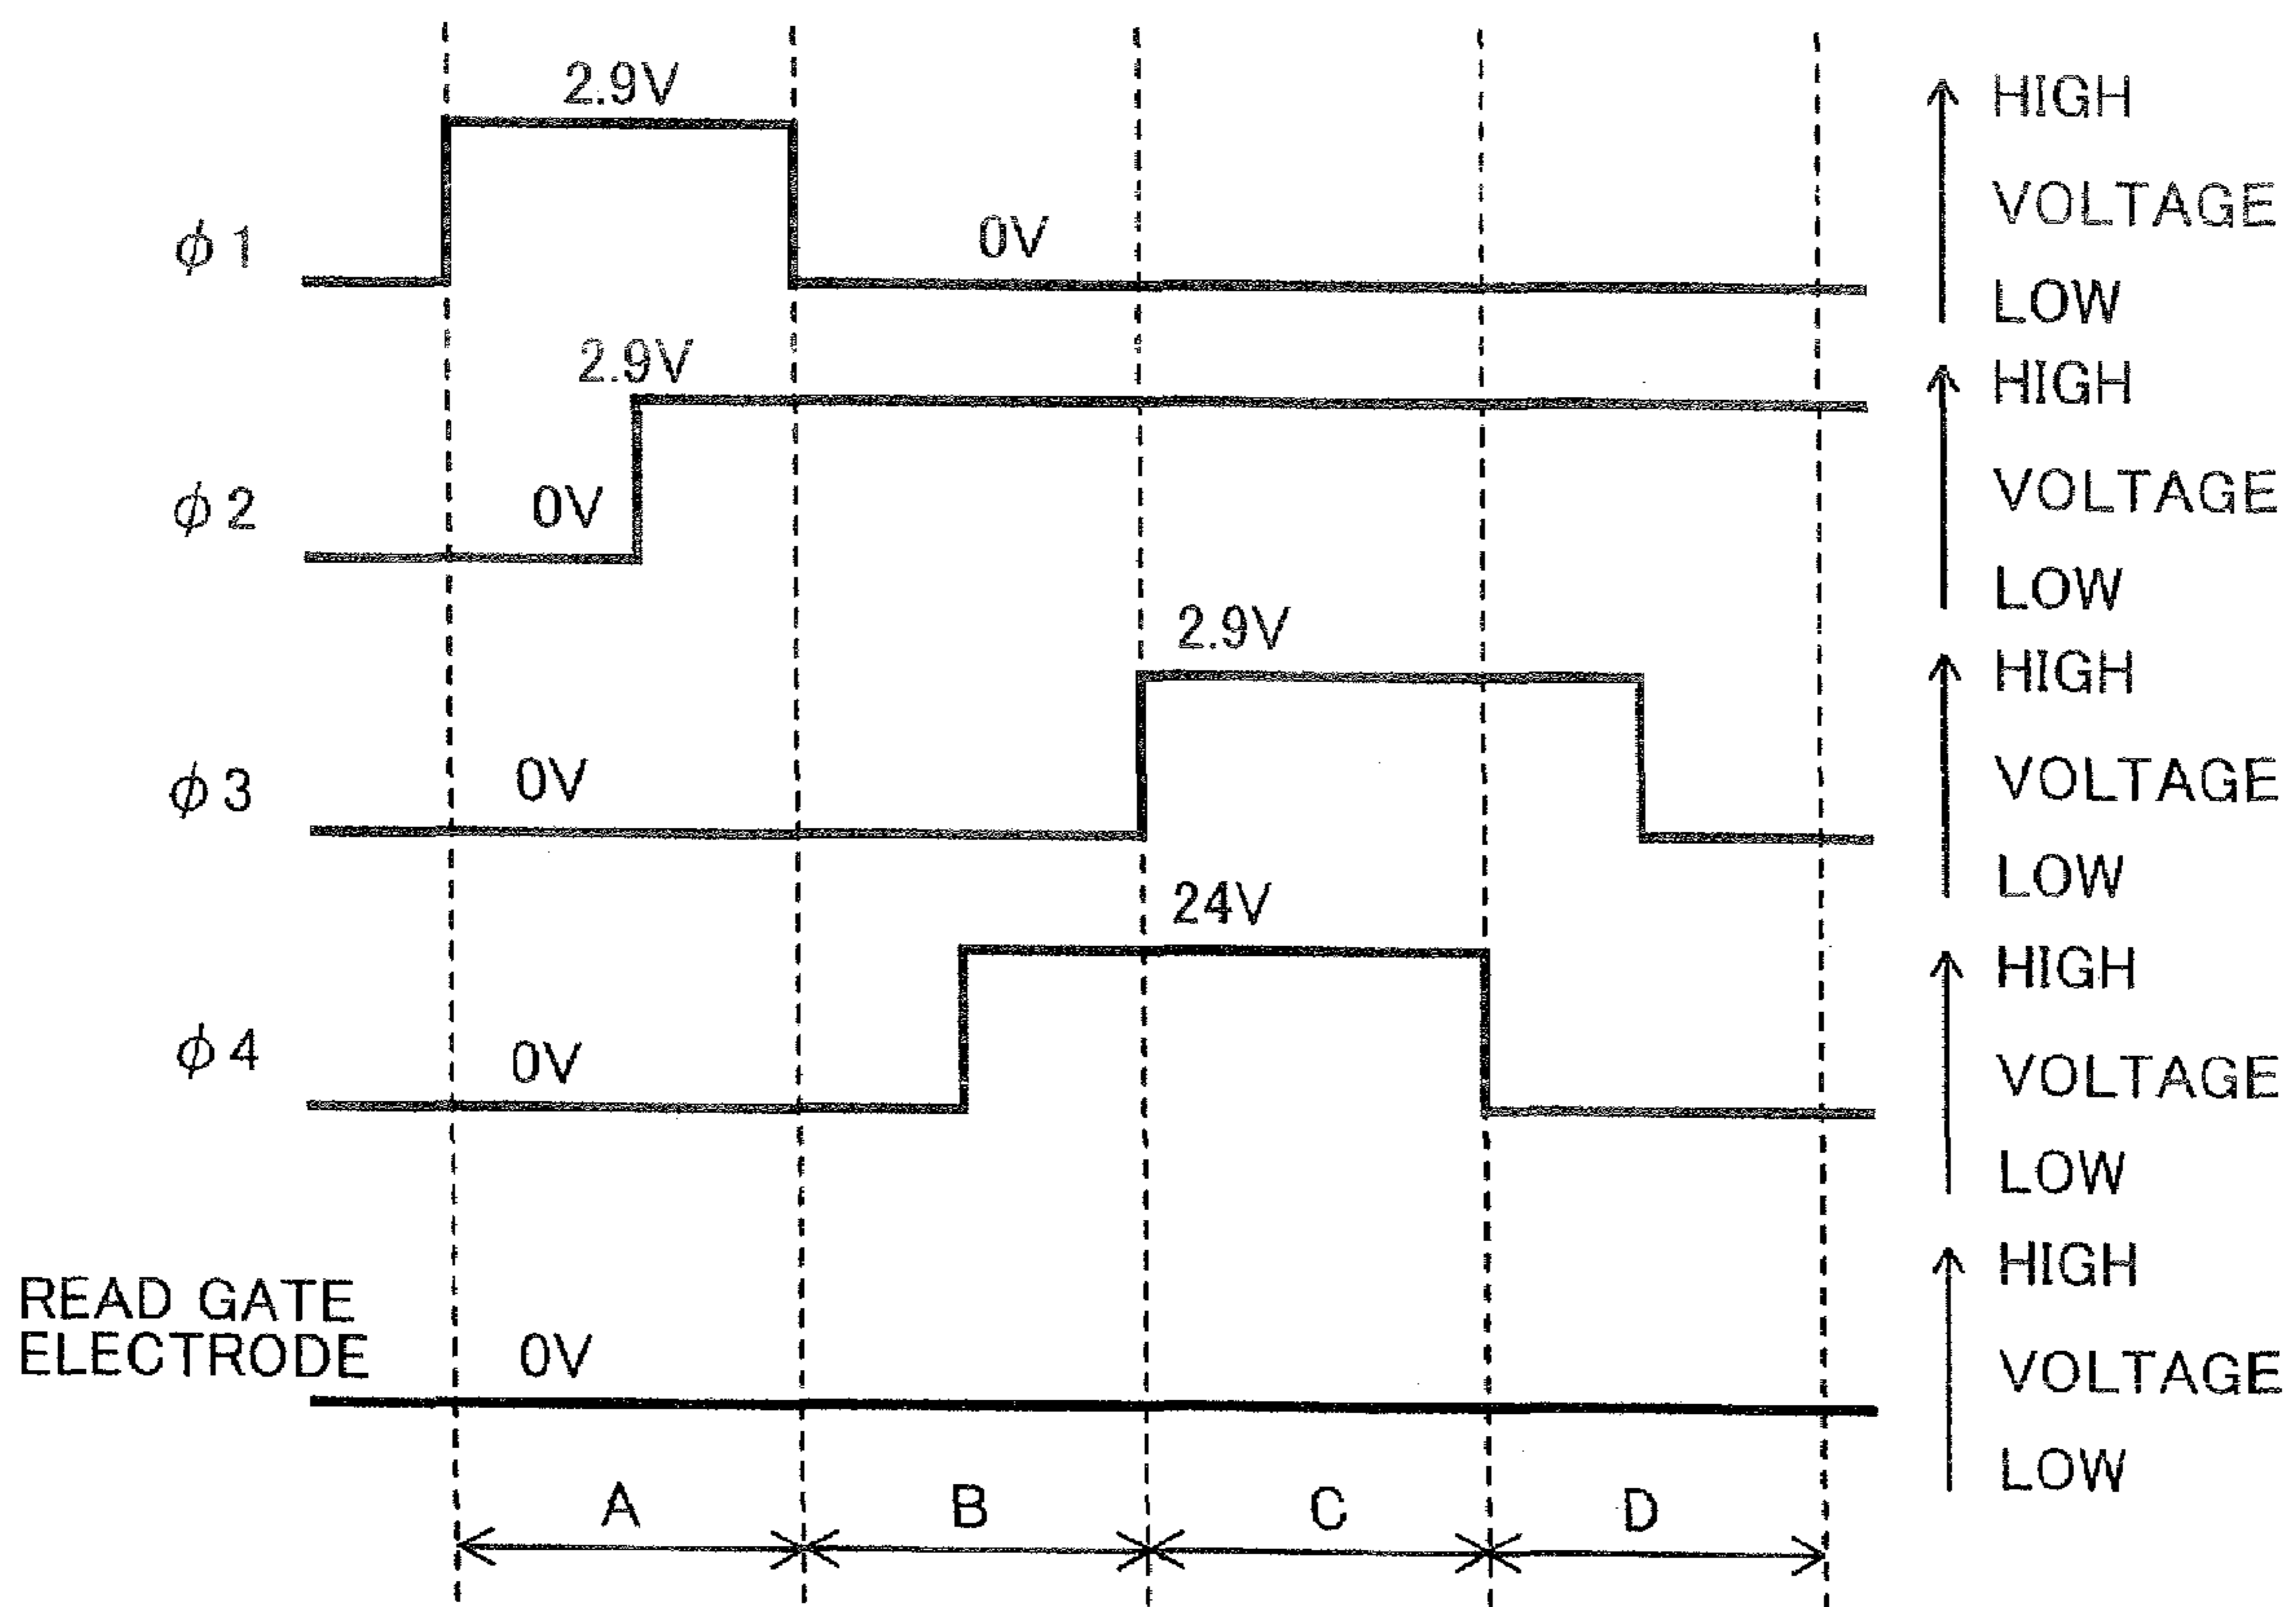 2.9V
HIGH
VOLTAGE
LOW
ϕ1
0V
2.9V
HIGH
VOLTAGE
LOW
ϕ2
0V
2.9V
HIGH
VOLTAGE
LOW
ϕ3
0V
24V
HIGH
VOLTAGE
LOW
ϕ4
0V
READ GATE
ELECTRODE
0V
HIGH
VOLTAGE
LOW
A B C D